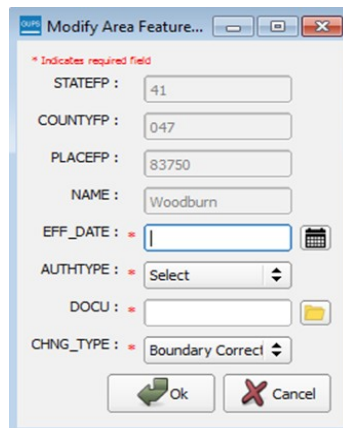 GUPS Modify Area Feature...
* Indicates required field
STATEFP : 41
COUNTYFP : 047
PLACEFP : 83750
NAME : Woodburn
EFF_DATE : *
AUTHTYPE : * Select
DOCU : *
CHNG_TYPE : * Boundary Correct
Ok Cancel